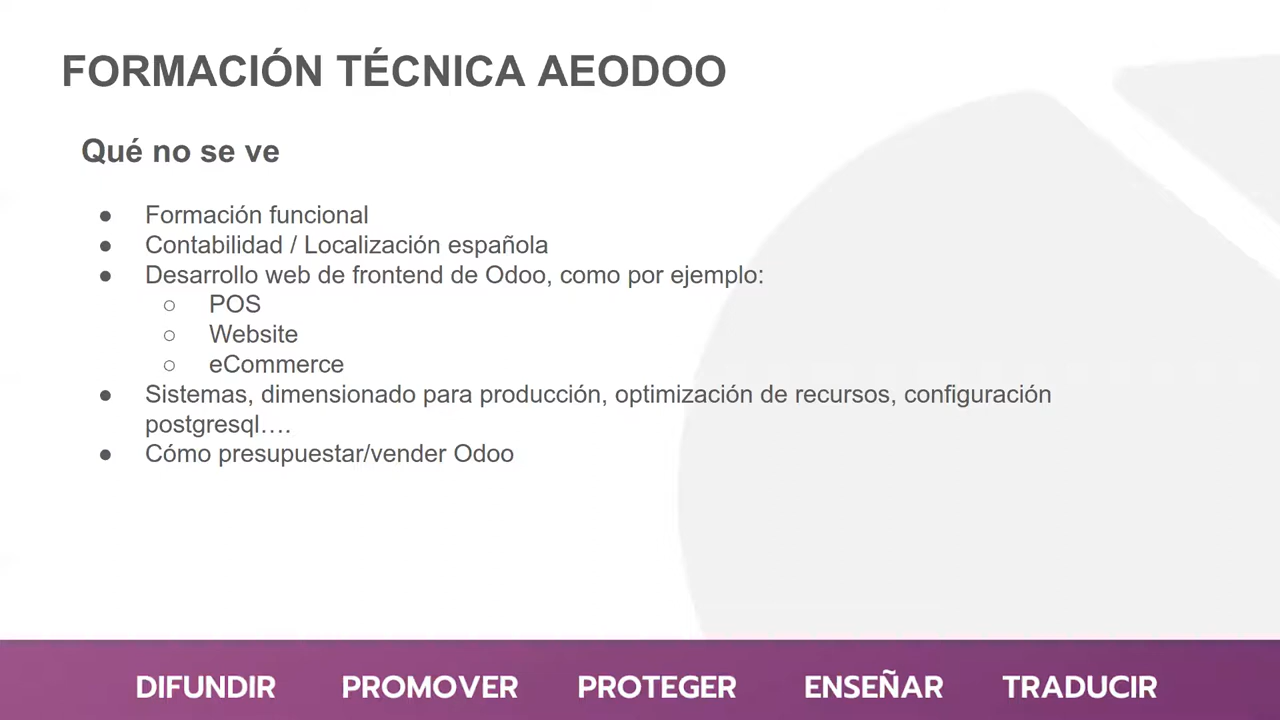 FORMACIÓN TÉCNICA AEODOO
Qué no se ve
● Formación funcional
● Contabilidad / Localización española
● Desarrollo web de frontend de Odoo, como por ejemplo:
○ POS
○ Website
○ eCommerce
● Sistemas, dimensionado para producción, optimización de recursos, configuración
postgresql….
● Cómo presupuestar/vender Odoo
DIFUNDIR PROMOVER PROTEGER ENSEÑAR TRADUCIR